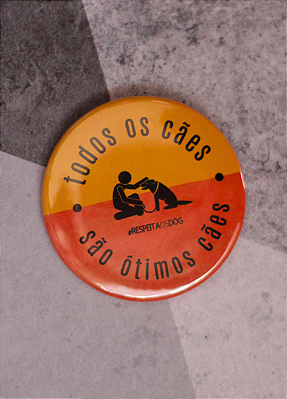 todos os cães
#RESPEITAOSDOG
são ótimos cães